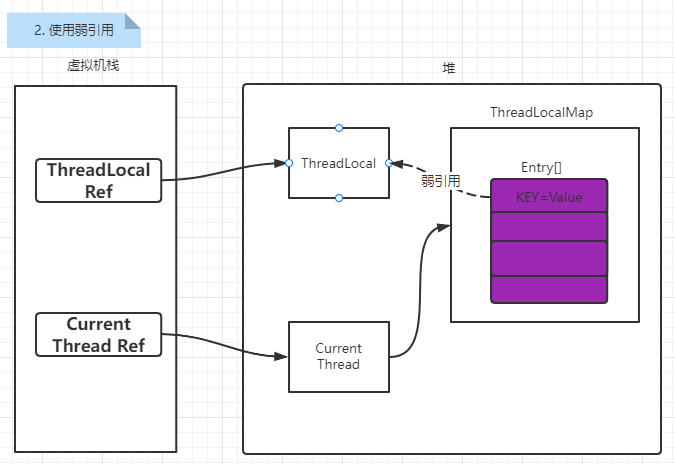 2. 使用弱引用
虚拟机栈
堆
ThreadLocalMap
ThreadLocal
Ref
ThreadLocal
Entry[]
弱引用
KEY=Value
Current
Thread Ref
Current
Thread